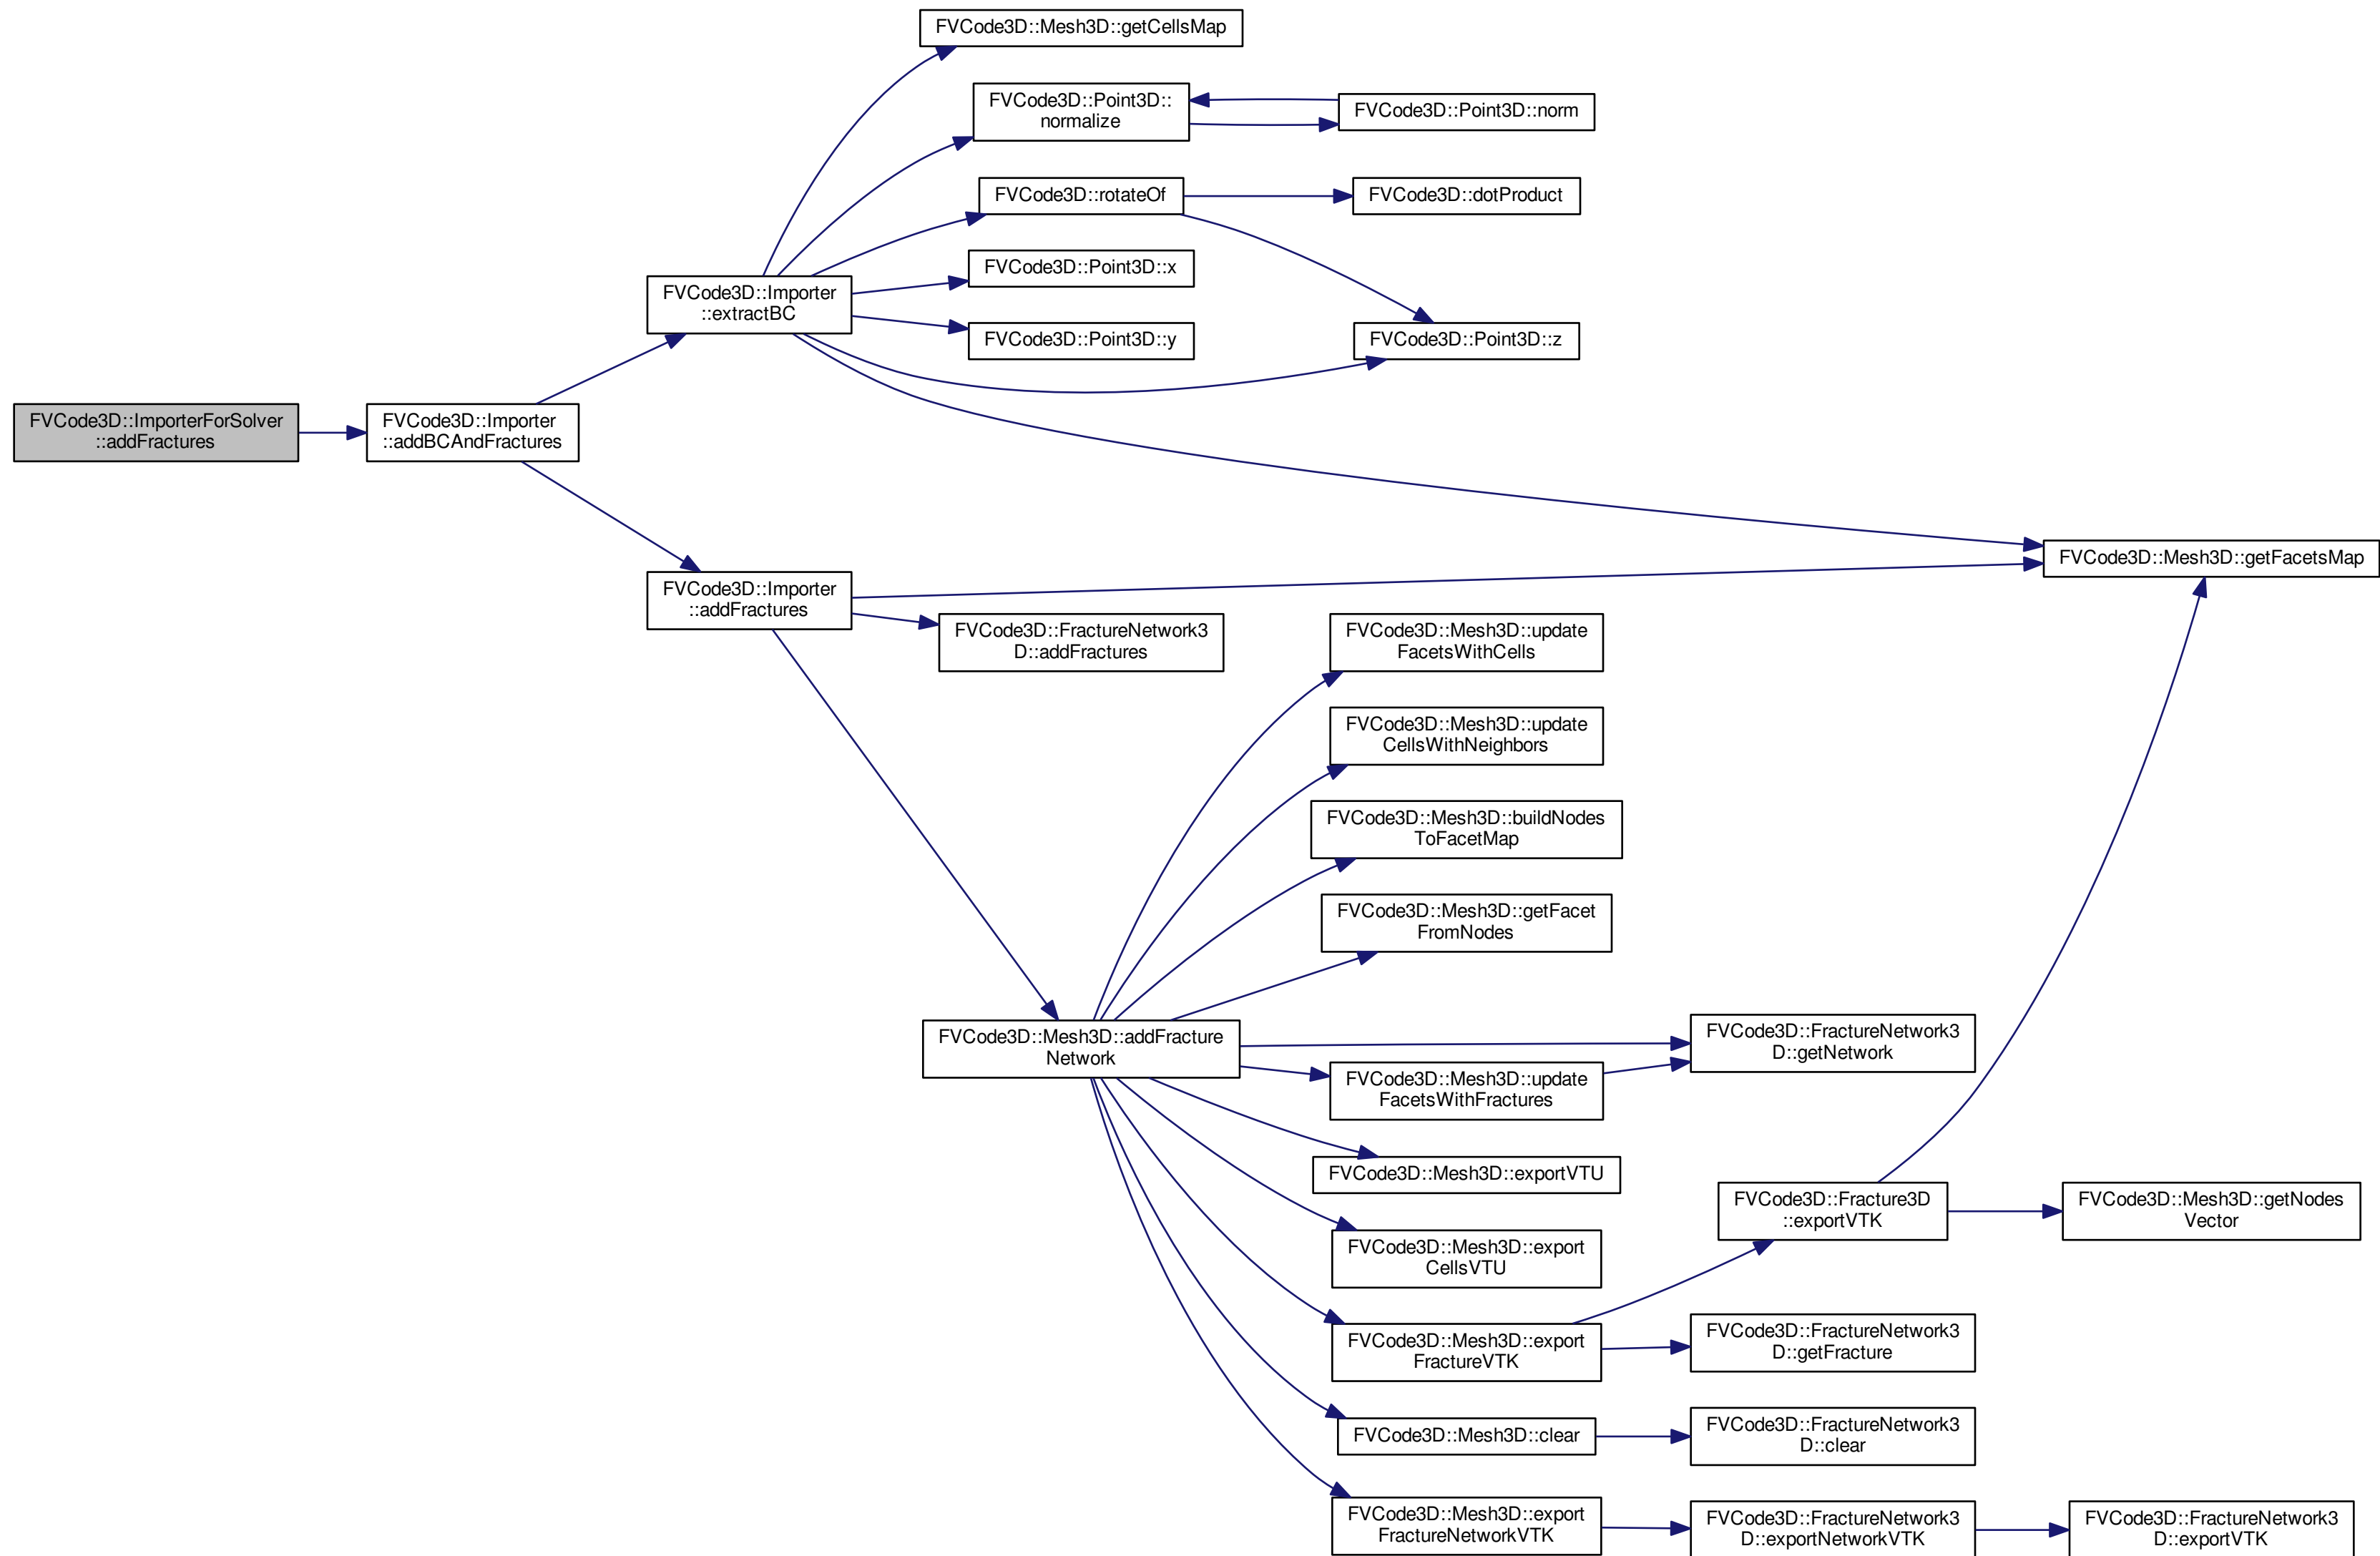 FVCode3D::Mesh3D::getCellsMap
FVCode3D::Point3D::
normalize
FVCode3D::Point3D::norm
FVCode3D::rotateOf
FVCode3D::dotProduct
FVCode3D::Point3D::x
FVCode3D::Importer
::extractBC
FVCode3D::Point3D::y
FVCode3D::Point3D::z
FVCode3D::ImporterForSolver
::addFractures
FVCode3D::Importer
::addBCAndFractures
FVCode3D::Mesh3D::getFacetsMap
FVCode3D::Importer
::addFractures
FVCode3D::FractureNetwork3
D::addFractures
FVCode3D::Mesh3D::update
FacetsWithCells
FVCode3D::Mesh3D::update
CellsWithNeighbors
FVCode3D::Mesh3D::buildNodes
ToFacetMap
FVCode3D::Mesh3D::getFacet
FromNodes
FVCode3D::Mesh3D::addFracture
Network
FVCode3D::FractureNetwork3
D::getNetwork
FVCode3D::Mesh3D::update
FacetsWithFractures
FVCode3D::Mesh3D::exportVTU
FVCode3D::Fracture3D
::exportVTK
FVCode3D::Mesh3D::getNodes
Vector
FVCode3D::Mesh3D::export
CellsVTU
FVCode3D::Mesh3D::export
FractureVTK
FVCode3D::FractureNetwork3
D::getFracture
FVCode3D::Mesh3D::clear
FVCode3D::FractureNetwork3
D::clear
FVCode3D::Mesh3D::export
FractureNetworkVTK
FVCode3D::FractureNetwork3
D::exportNetworkVTK
FVCode3D::FractureNetwork3
D::exportVTK